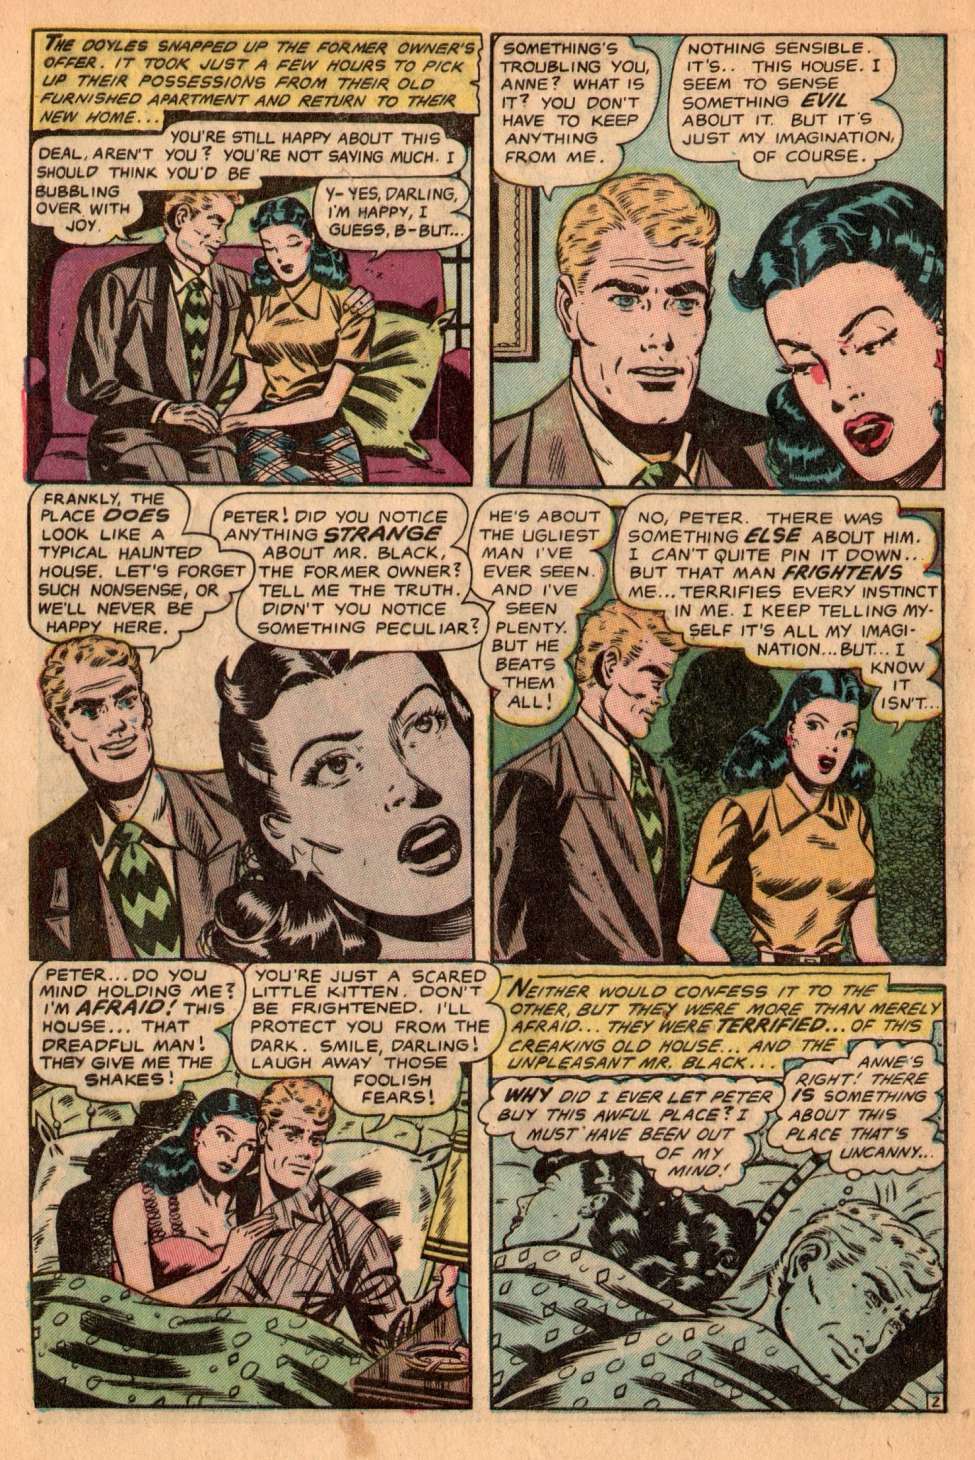 THE DOYLES SNAPPED UP THE FORMER OWNER'S
OFFER. IT TOOK JUST A FEW HOURS TO PICK
UP THEIR POSSESSIONS FROM THEIR OLD
FURNISHED APARTMENT AND RETURN TO THEIR
NEW HOME...
YOU'RE STILL HAPPY ABOUT THIS
DEAL, AREN'T YOU? YOU'RE NOT SAYING MUCH. I
SHOULD THINK YOU'D BE
BUBBLING
OVER WITH
JOY.
Y-YES, DARLING,
I'M HAPPY, I
GUESS, B-BUT...
SOMETHING'S
TROUBLING YOU,
ANNE? WHAT IS
IT? YOU DON'T
HAVE TO KEEP
ANYTHING
FROM ME.
NOTHING SENSIBLE.
IT'S.. THIS HOUSE. I
SEEM TO SENSE
SOMETHING EVIL
ABOUT IT. BUT IT'S
JUST MY IMAGINATION,
OF COURSE.
FRANKLY, THE
PLACE DOES
LOOK LIKE A
TYPICAL HAUNTED
HOUSE. LET'S FORGET
SUCH NONSENSE, OR
WE'LL NEVER BE
HAPPY HERE.
PETER! DID YOU NOTICE
ANYTHING STRANGE
ABOUT MR. BLACK,
THE FORMER OWNER?
TELL ME THE TRUTH.
DIDN'T YOU NOTICE
SOMETHING PECULIAR?
HE'S ABOUT
THE UGLIEST
MAN I'VE
EVER SEEN.
AND I'VE
SEEN
PLENTY.
BUT HE
BEATS
THEM
ALL!
NO, PETER. THERE WAS
SOMETHING ELSE ABOUT HIM.
I CAN'T QUITE PIN IT DOWN...
BUT THAT MAN FRIGHTENS
ME... TERRIFIES EVERY INSTINCT
IN ME. I KEEP TELLING MY-
SELF IT'S ALL MY IMAGI-
NATION... BUT... I
KNOW
IT
ISN'T...
PETER... DO YOU
MIND HOLDING ME?
I'M AFRAID! THIS
HOUSE... THAT
DREADFUL MAN!
THEY GIVE ME THE
SHAKES!
YOU'RE JUST A SCARED
LITTLE KITTEN. DON'T
BE FRIGHTENED. I'LL
PROTECT YOU FROM THE
DARK. SMILE, DARLING!
LAUGH AWAY THOSE
FOOLISH
FEARS!
NEITHER WOULD CONFESS IT TO THE
OTHER, BUT THEY WERE MORE THAN MERELY
AFRAID... THEY WERE TERRIFIED... OF THIS
CREAKING OLD HOUSE... AND THE
UNPLEASANT MR. BLACK...
WHY DID I EVER LET PETER
BUY THIS AWFUL PLACE? I
MUST HAVE BEEN OUT
OF MY
MIND!
ANNE'S
RIGHT! THERE
IS SOMETHING
ABOUT THIS
PLACE THAT'S
UNCANNY...
2